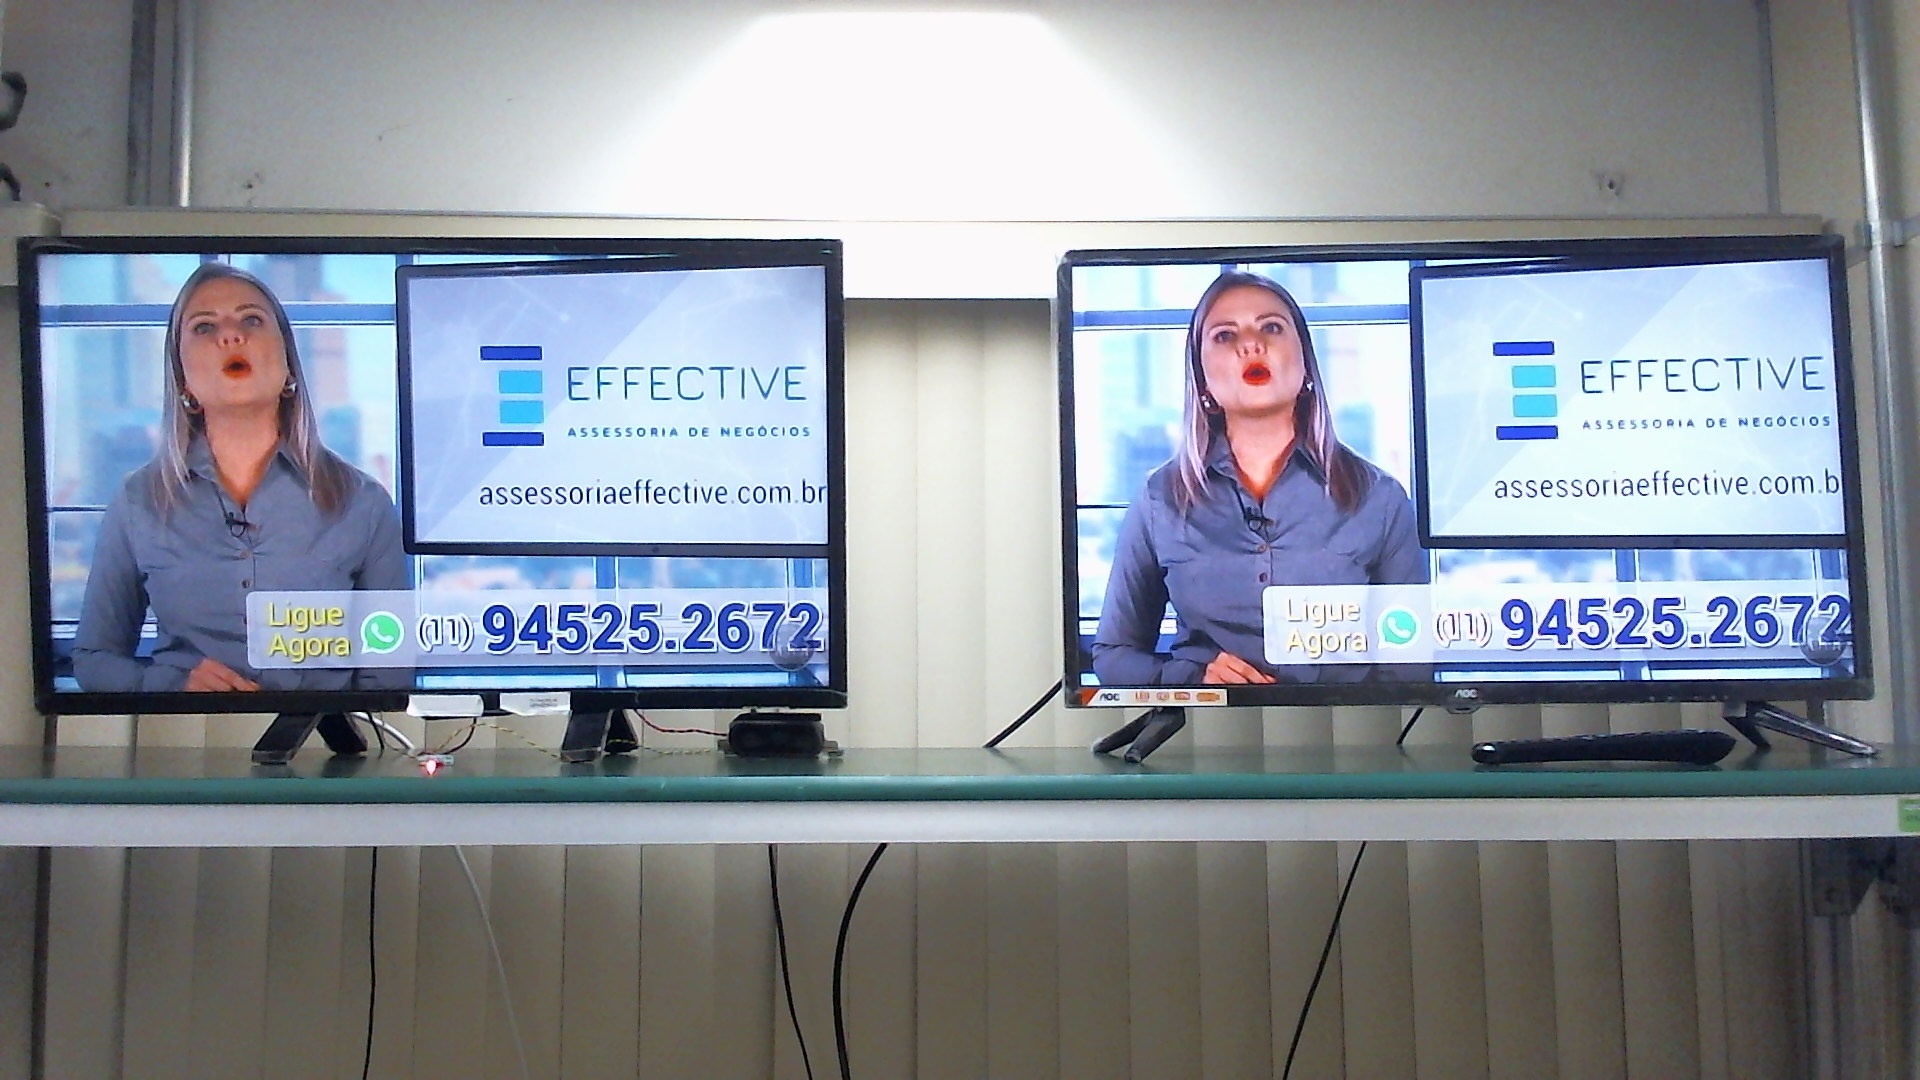 EFFECTIVE
ASSESSORIA DE NEGÓCIOS
assessoriaeffective.com.br
Ligue
Agora
(11) 94525.2672
EFFECTIVE
ASSESSORIA DE NEGÓCIOS
assessoriaeffective.com.b
Ligue
Agora
(11) 94525.2672
AOC
LED
AOC